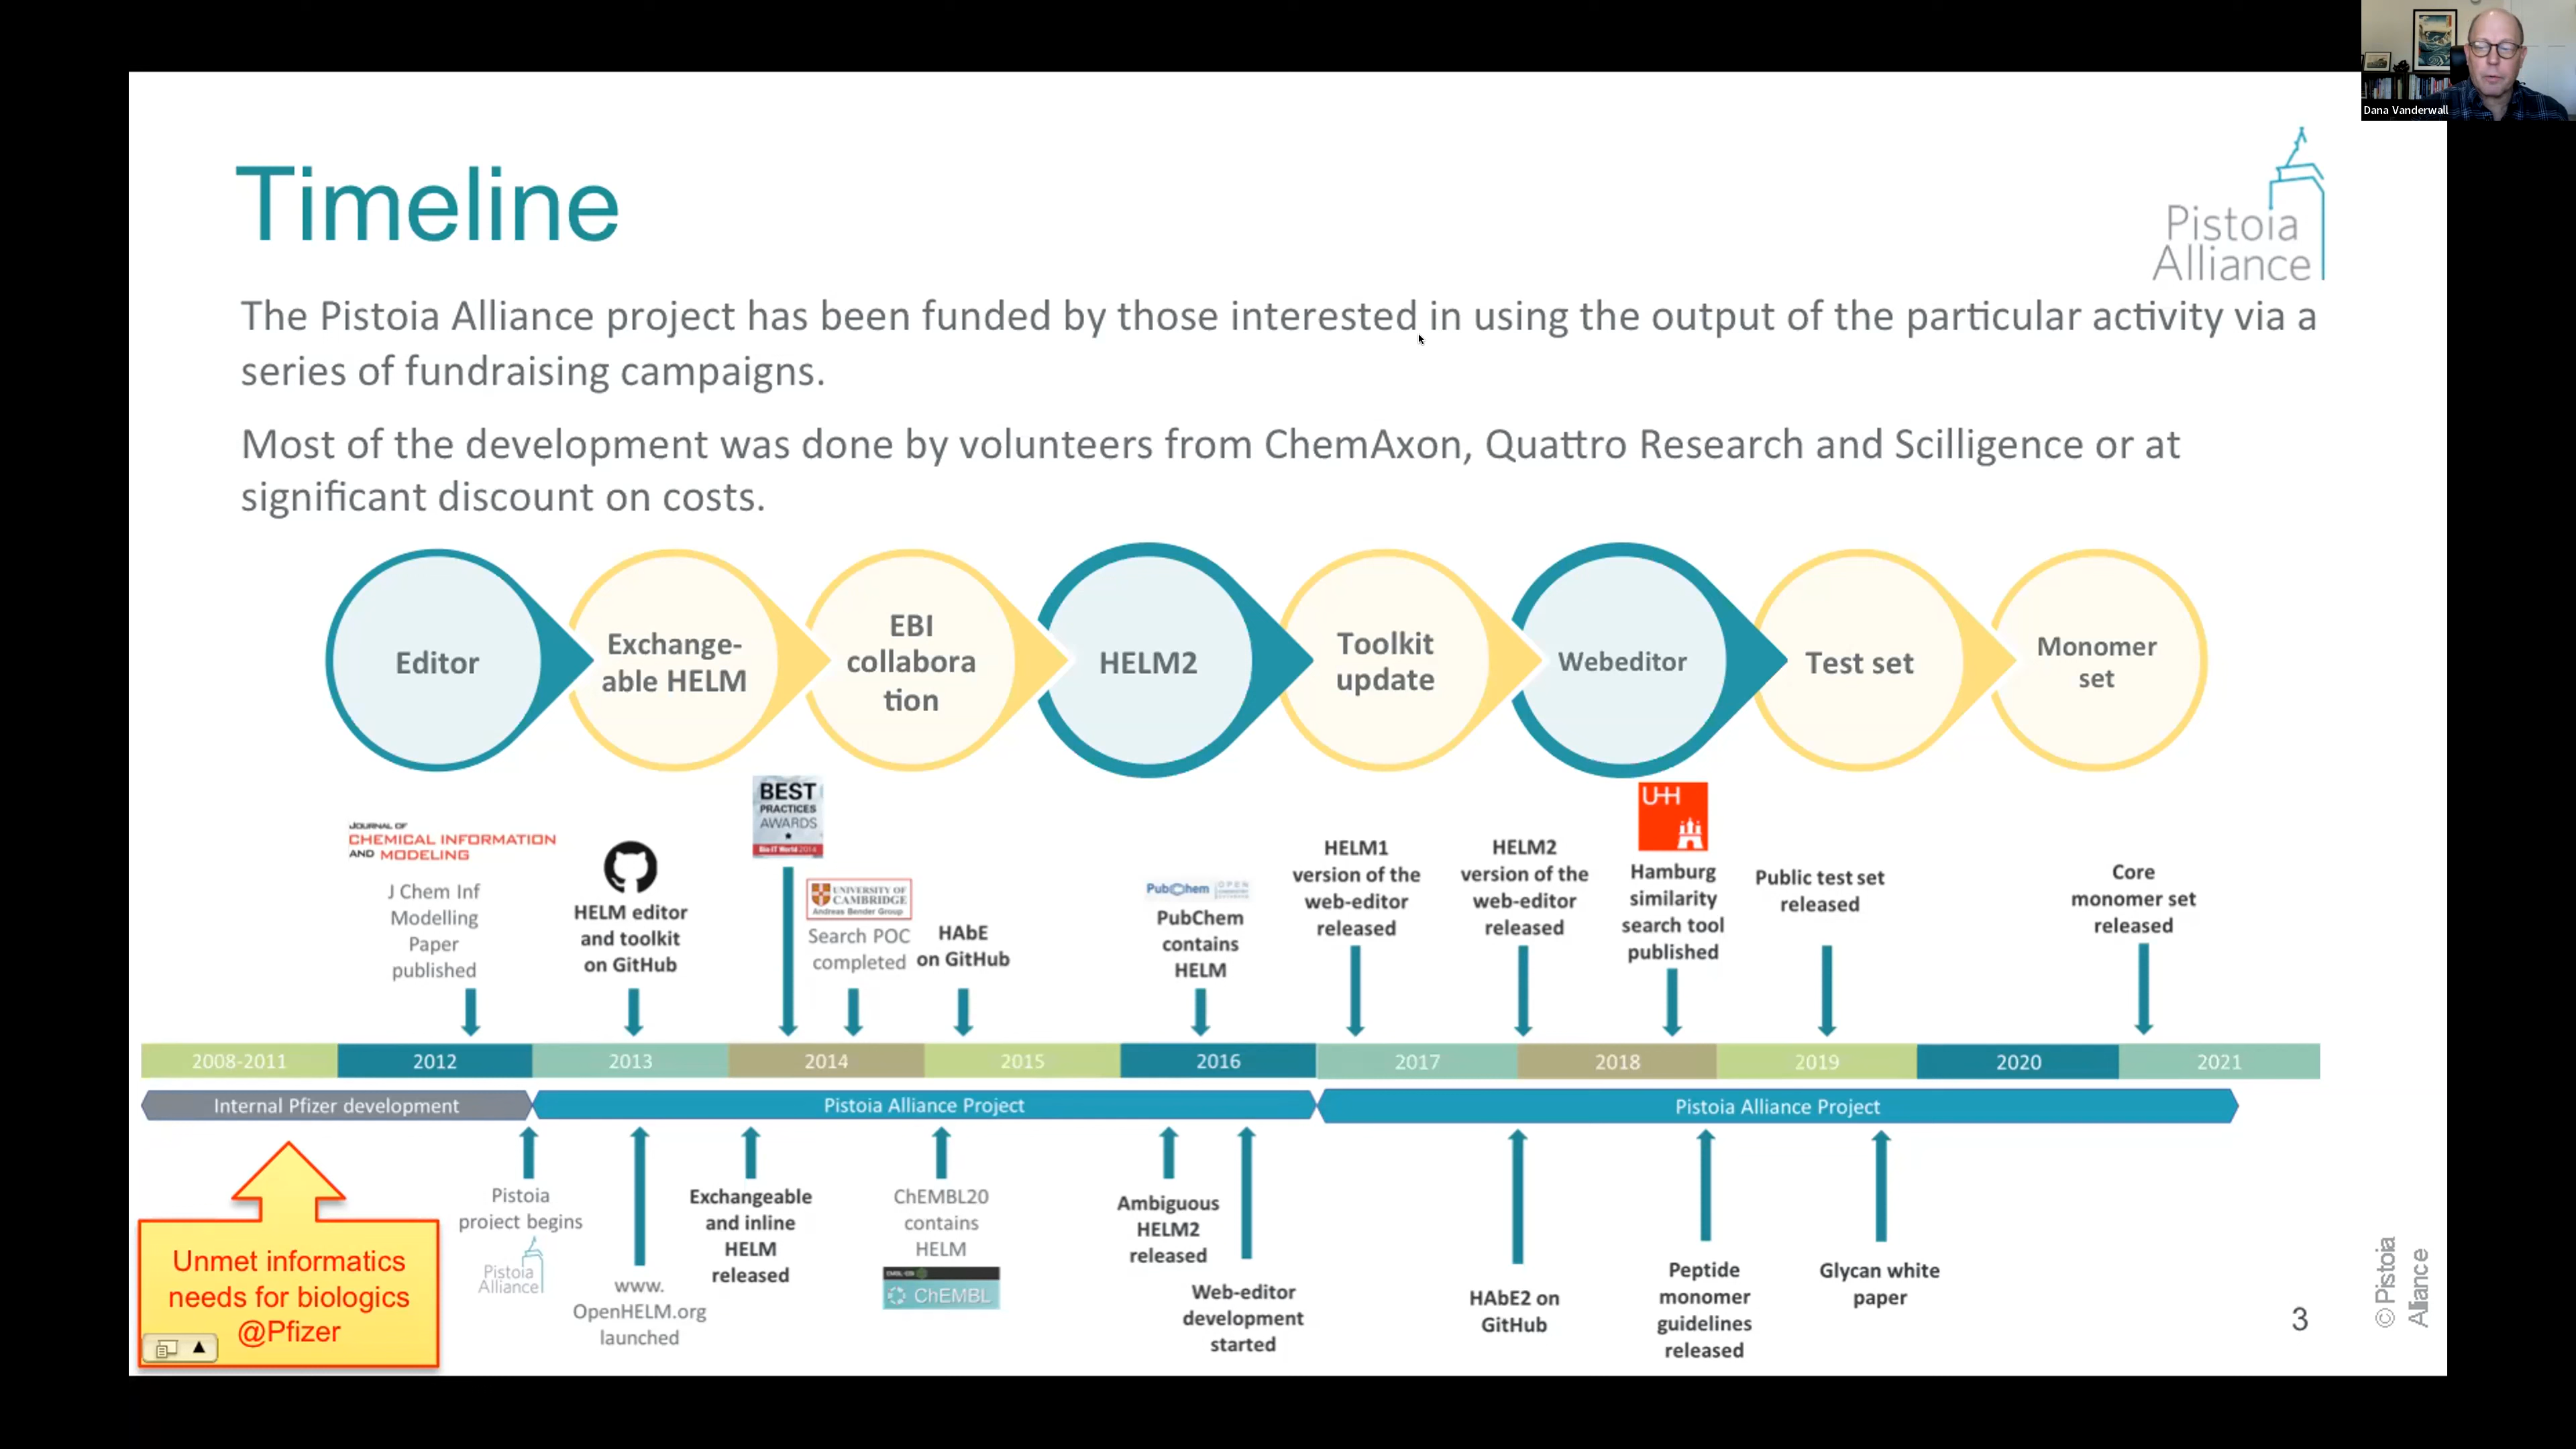 Dana Vanderwall
Timeline
Pistoia
Alliance
The Pistoia Alliance project has been funded by those interested in using the output of the particular activity via a
series of fundraising campaigns.
Most of the development was done by volunteers from ChemAxon, Quattro Research and Scilligence or at
significant discount on costs.
Editor
Exchange-
able HELM
EBI
collabora
tion
HELM2
Toolkit
update
Webeditor
Test set
Monomer
set
JOURNAL OF
CHEMICAL INFORMATION
AND MODELING
J Chem Inf
Modelling
Paper
published
HELM editor
and toolkit
on GitHub
BEST
PRACTICES
AWARDS
Bio-IT World 2014
UNIVERSITY OF
CAMBRIDGE
Andreas Bender Group
Search POC
completed
HAbE
on GitHub
PubChem
OPEN
PubChem
contains
HELM
HELM1
version of the
web-editor
released
HELM2
version of the
web-editor
released
UHH
Hamburg
similarity
search tool
published
Public test set
released
Core
monomer set
released
2008-2011 2012 2013 2014 2015 2016 2017 2018 2019 2020 2021
Internal Pfizer development
Pistoia Alliance Project
Pistoia Alliance Project
Unmet informatics
needs for biologics
@Pfizer
Pistoia
project begins
Pistoia
Alliance
www.
OpenHELM.org
launched
Exchangeable
and inline
HELM
released
ChEMBL20
contains
HELM
EMBL-EBI
ChEMBL
Ambiguous
HELM2
released
Web-editor
development
started
HAbE2 on
GitHub
Peptide
monomer
guidelines
released
Glycan white
paper
3
© Pistoia
Alliance